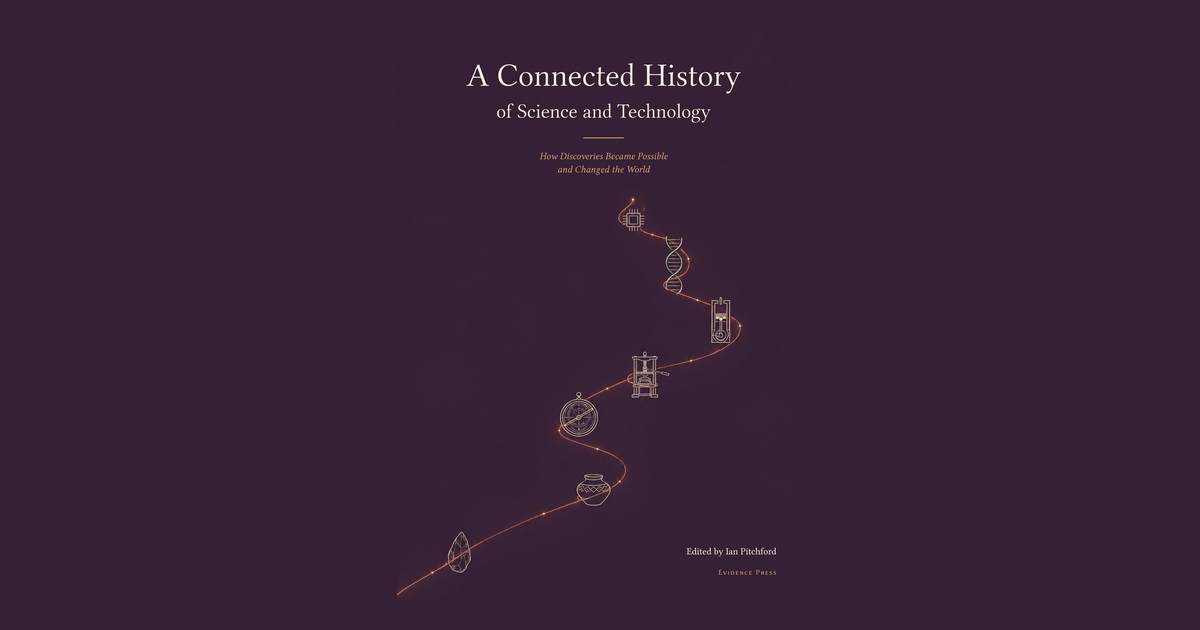 A Connected History
of Science and Technology
How Discoveries Became Possible
and Changed the World
Edited by Ian Pitchford
Evidence Press